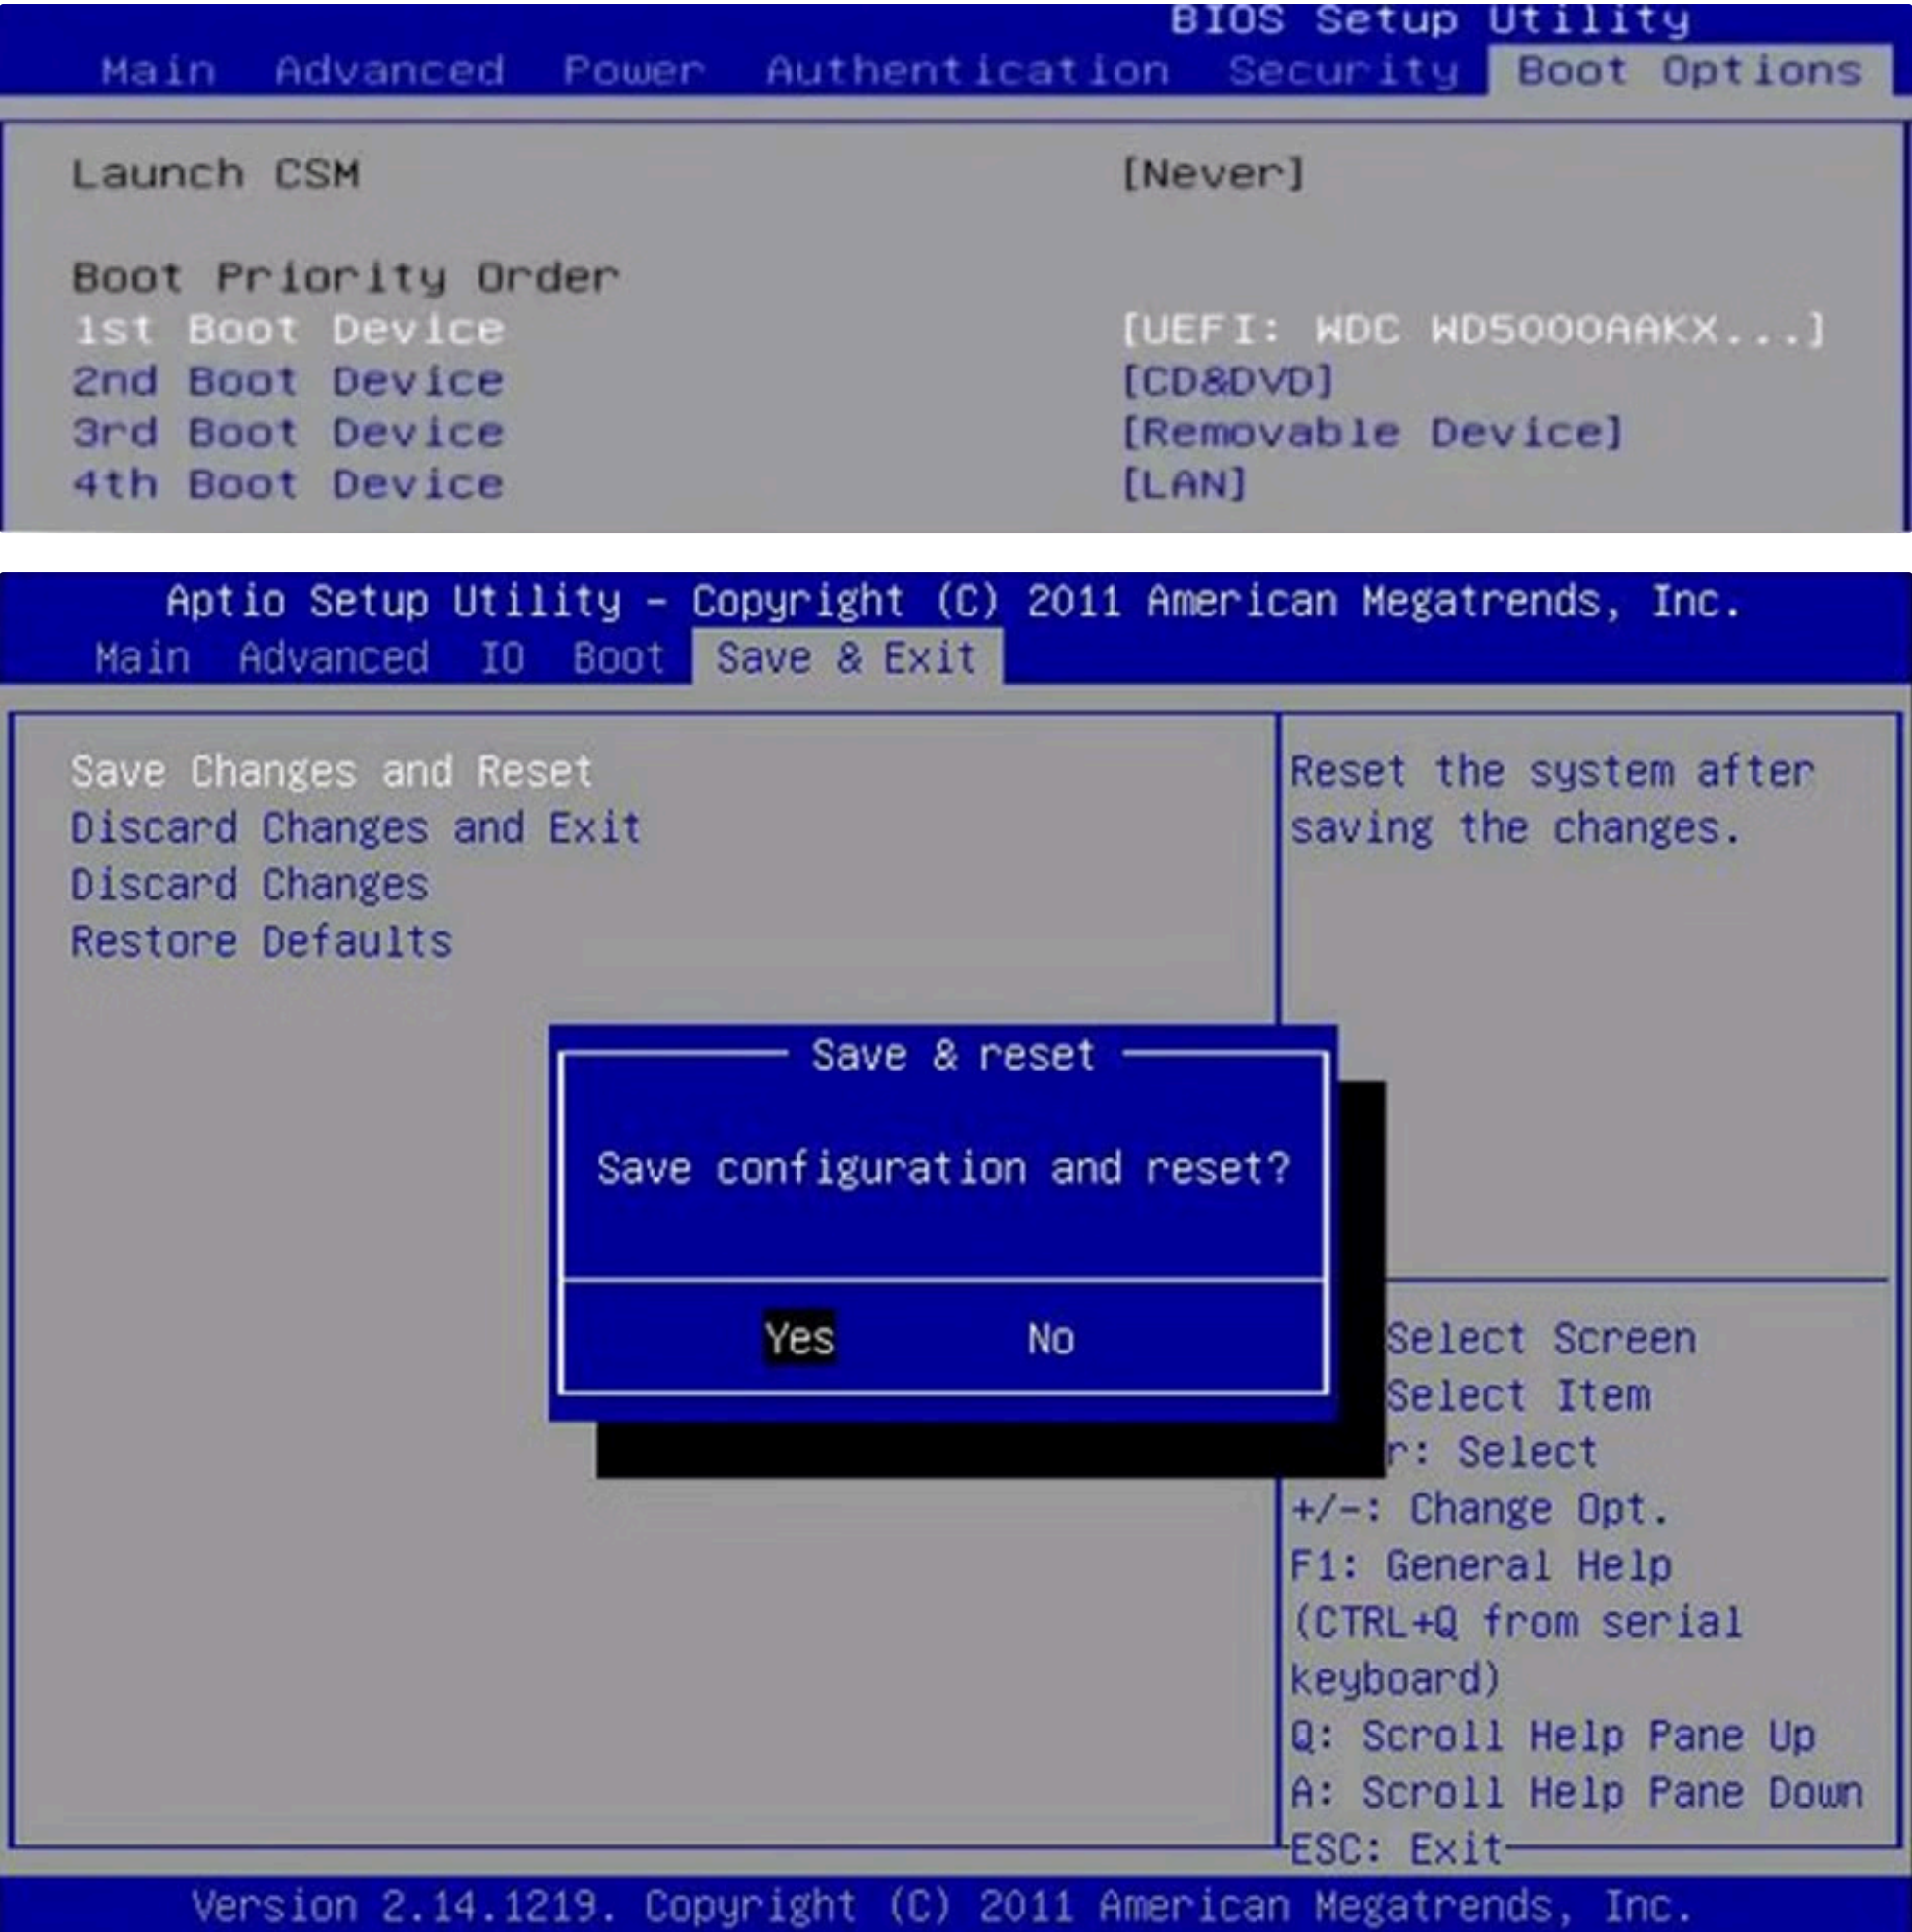 BIOS Setup Utility
Main Advanced Power Authentication Security Boot Options
Launch CSM [Never]
Boot Priority Order
1st Boot Device [UEFI: WDC WD5000AAKX...]
2nd Boot Device [CD&DVD]
3rd Boot Device [Removable Device]
4th Boot Device [LAN]
Aptio Setup Utility – Copyright (C) 2011 American Megatrends, Inc.
Main Advanced IO Boot Save & Exit
Save Changes and Reset
Discard Changes and Exit
Discard Changes
Restore Defaults
Reset the system after
saving the changes.
Save & reset
Save configuration and reset?
Yes No
Select Screen
Select Item
r: Select
+/-: Change Opt.
F1: General Help
(CTRL+Q from serial
keyboard)
Q: Scroll Help Pane Up
A: Scroll Help Pane Down
ESC: Exit
Version 2.14.1219. Copyright (C) 2011 American Megatrends, Inc.